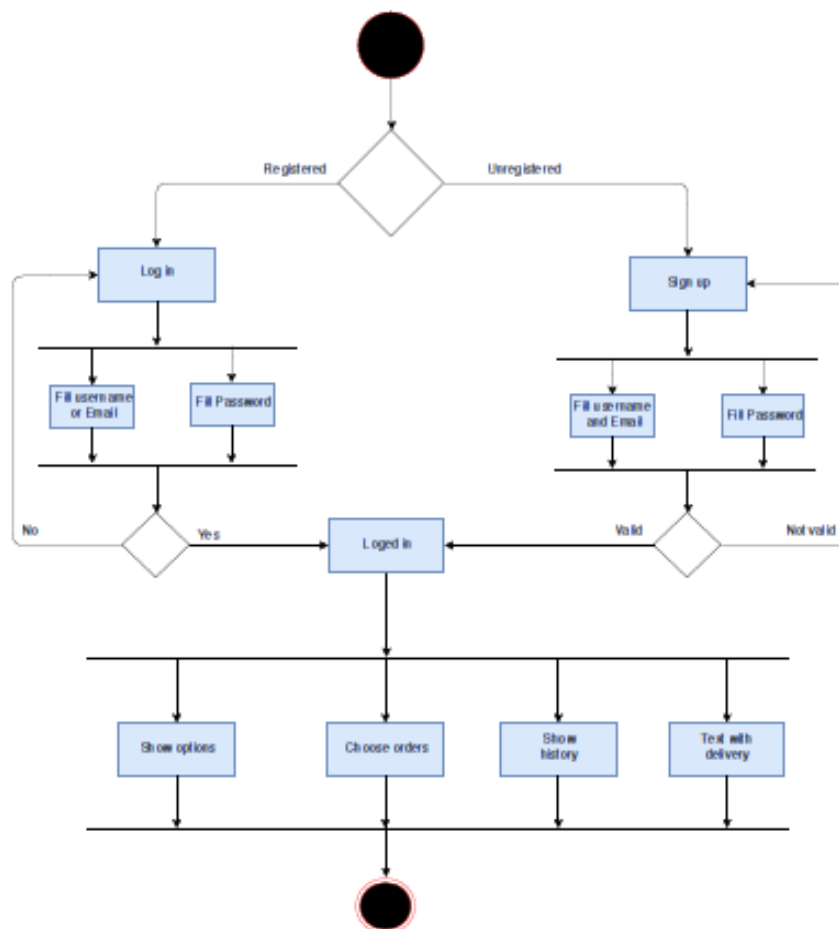 Registered
Unregistered
Log in
Sign up
Fill username
or Email
Fill Password
Fill username
and Email
Fill Password
No
Yes
Loged in
Valid
Not valid
Show options
Choose orders
Show
history
Text with
delivery